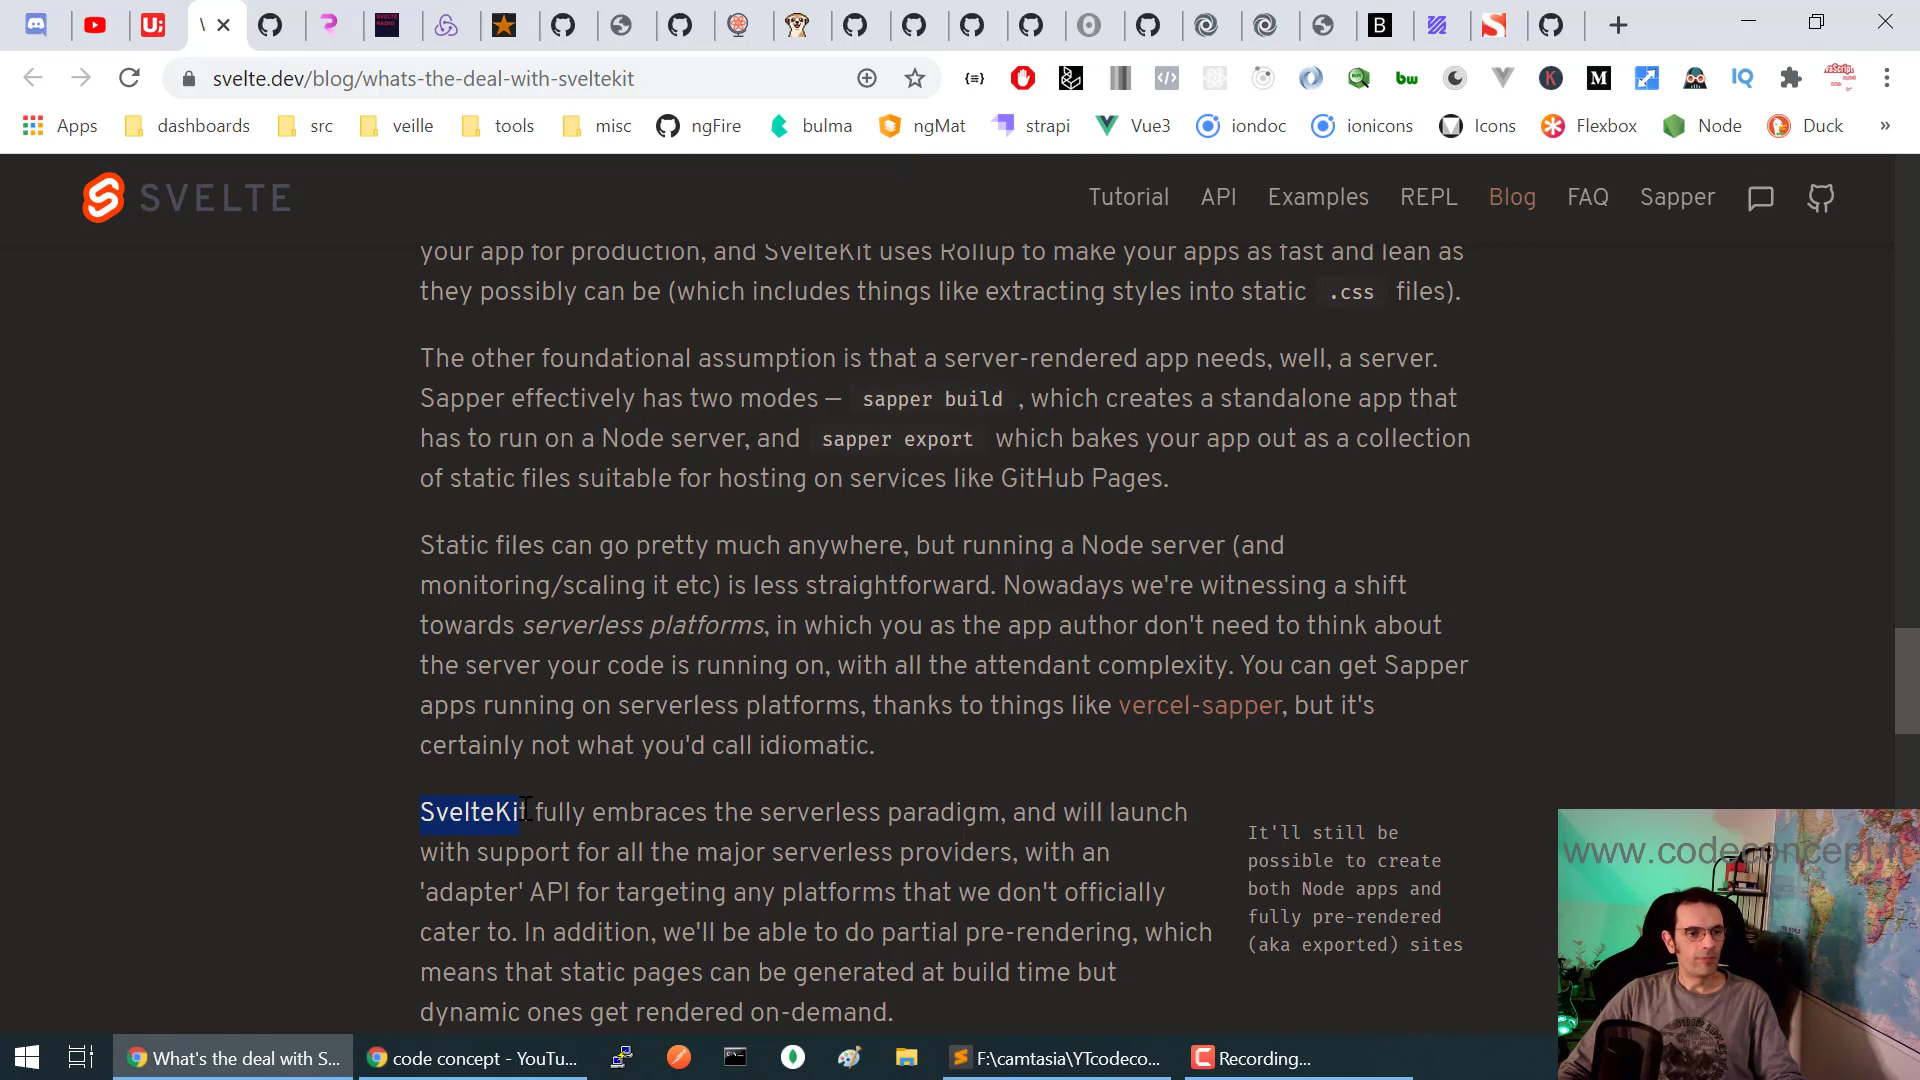 svelte.dev/blog/whats-the-deal-with-sveltekit
Apps dashboards src veille tools misc ngFire bulma ngMat strapi Vue3 iondoc ionicons Icons Flexbox Node Duck »
SVELTE
Tutorial API Examples REPL Blog FAQ Sapper
your app for production, and SvelteKit uses Rollup to make your apps as fast and lean as
they possibly can be (which includes things like extracting styles into static .css files).
The other foundational assumption is that a server-rendered app needs, well, a server.
Sapper effectively has two modes — sapper build , which creates a standalone app that
has to run on a Node server, and sapper export which bakes your app out as a collection
of static files suitable for hosting on services like GitHub Pages.
Static files can go pretty much anywhere, but running a Node server (and
monitoring/scaling it etc) is less straightforward. Nowadays we're witnessing a shift
towards serverless platforms, in which you as the app author don't need to think about
the server your code is running on, with all the attendant complexity. You can get Sapper
apps running on serverless platforms, thanks to things like vercel-sapper, but it's
certainly not what you'd call idiomatic.
SvelteKit fully embraces the serverless paradigm, and will launch
with support for all the major serverless providers, with an
'adapter' API for targeting any platforms that we don't officially
cater to. In addition, we'll be able to do partial pre-rendering, which
means that static pages can be generated at build time but
dynamic ones get rendered on-demand.
It'll still be
possible to create
both Node apps and
fully pre-rendered
(aka exported) sites
www.codeconcept.fr
What's the deal with S... code concept - YouTu... F:\camtasia\YTcodeco... Recording...